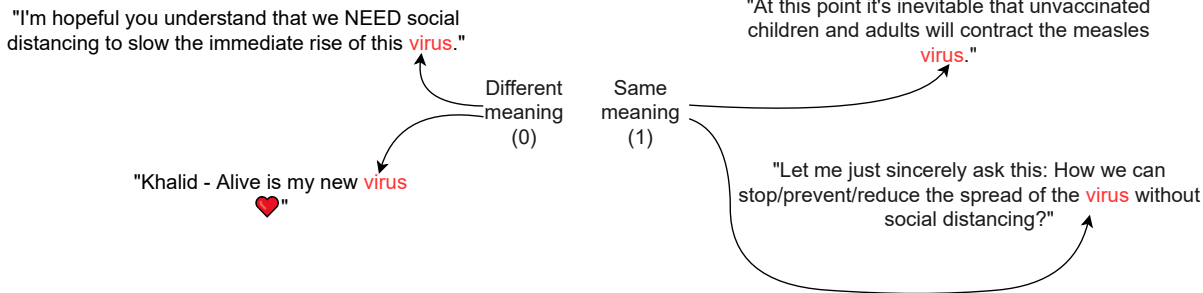 "I'm hopeful you understand that we NEED social
distancing to slow the immediate rise of this virus."
"At this point it's inevitable that unvaccinated
children and adults will contract the measles
virus."
Different
meaning
(0)
Same
meaning
(1)
"Khalid - Alive is my new virus
❤️"
"Let me just sincerely ask this: How we can
stop/prevent/reduce the spread of the virus without
social distancing?"